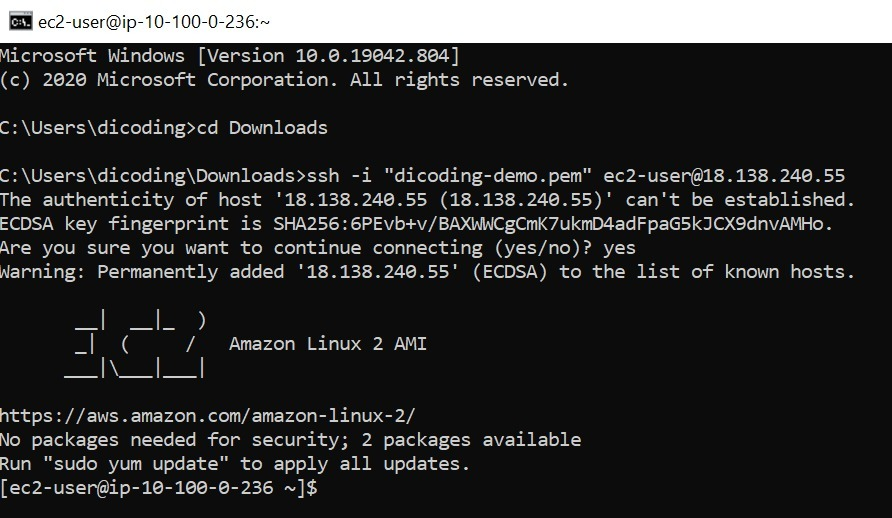 ec2-user@ip-10-100-0-236:~
Microsoft Windows [Version 10.0.19042.804]
(c) 2020 Microsoft Corporation. All rights reserved.
C:\Users\dicoding>cd Downloads
C:\Users\dicoding\Downloads>ssh -i "dicoding-demo.pem" ec2-user@18.138.240.55
The authenticity of host '18.138.240.55 (18.138.240.55)' can't be established.
ECDSA key fingerprint is SHA256:6PEvb+v/BAXWWCgCmK7ukmD4adFpaG5kJCX9dnvAMHo.
Are you sure you want to continue connecting (yes/no)? yes
Warning: Permanently added '18.138.240.55' (ECDSA) to the list of known hosts.
__|  __|_  )
_|  (     /   Amazon Linux 2 AMI
___|\___|___|
https://aws.amazon.com/amazon-linux-2/
No packages needed for security; 2 packages available
Run "sudo yum update" to apply all updates.
[ec2-user@ip-10-100-0-236 ~]$